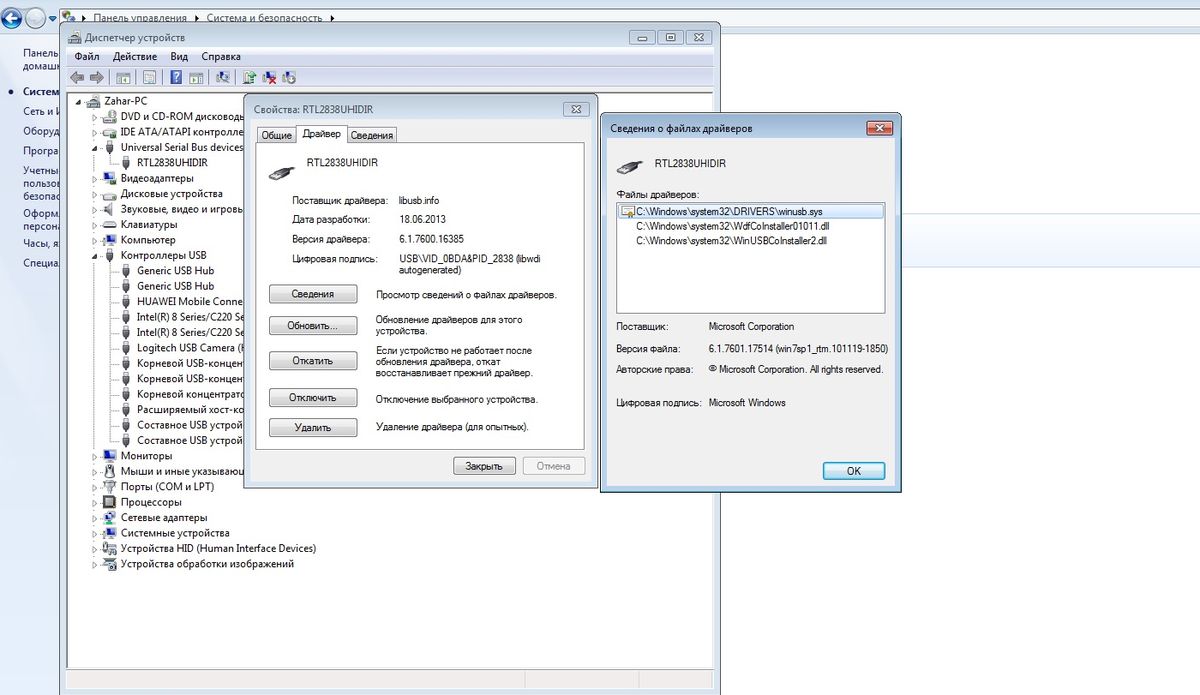 Панель управления ▸ Система и безопасность ▸
Панель
домаш
Систем
Сеть и И
Оборуд
Програ
Учетны
пользов
безопас
Оформ
персона
Часы, я
Специа
Диспетчер устройств
Файл Действие Вид Справка
Zahar-PC
DVD и CD-ROM дисководы
IDE ATA/ATAPI контролле
Universal Serial Bus devices
RTL2838UHIDIR
Видеоадаптеры
Дисковые устройства
Звуковые, видео и игровы
Клавиатуры
Компьютер
Контроллеры USB
Generic USB Hub
Generic USB Hub
HUAWEI Mobile Conne
Intel(R) 8 Series/C220 Se
Intel(R) 8 Series/C220 Se
Logitech USB Camera (H
Корневой USB-концен
Корневой USB-концен
Корневой концентрато
Расширяемый хост-ко
Составное USB устрой
Составное USB устрой
Мониторы
Мыши и иные указываю
Порты (COM и LPT)
Процессоры
Сетевые адаптеры
Системные устройства
Устройства HID (Human Interface Devices)
Устройства обработки изображений
Свойства: RTL2838UHIDIR
Общие Драйвер Сведения
RTL2838UHIDIR
Поставщик драйвера: libusb.info
Дата разработки: 18.06.2013
Версия драйвера: 6.1.7600.16385
Цифровая подпись: USB\VID_0BDA&PID_2838 (libwdi
autogenerated)
Сведения Просмотр сведений о файлах драйверов.
Обновить... Обновление драйверов для этого
устройства.
Откатить Если устройство не работает после
обновления драйвера, откат
восстанавливает прежний драйвер.
Отключить Отключение выбранного устройства.
Удалить Удаление драйвера (для опытных).
Закрыть Отмена
Сведения о файлах драйверов
RTL2838UHIDIR
Файлы драйверов:
C:\Windows\system32\DRIVERS\winusb.sys
C:\Windows\system32\WdfCoInstaller01011.dll
C:\Windows\system32\WinUSBCoInstaller2.dll
Поставщик: Microsoft Corporation
Версия файла: 6.1.7601.17514 (win7sp1_rtm.101119-1850)
Авторские права: © Microsoft Corporation. All rights reserved.
Цифровая подпись: Microsoft Windows
OK